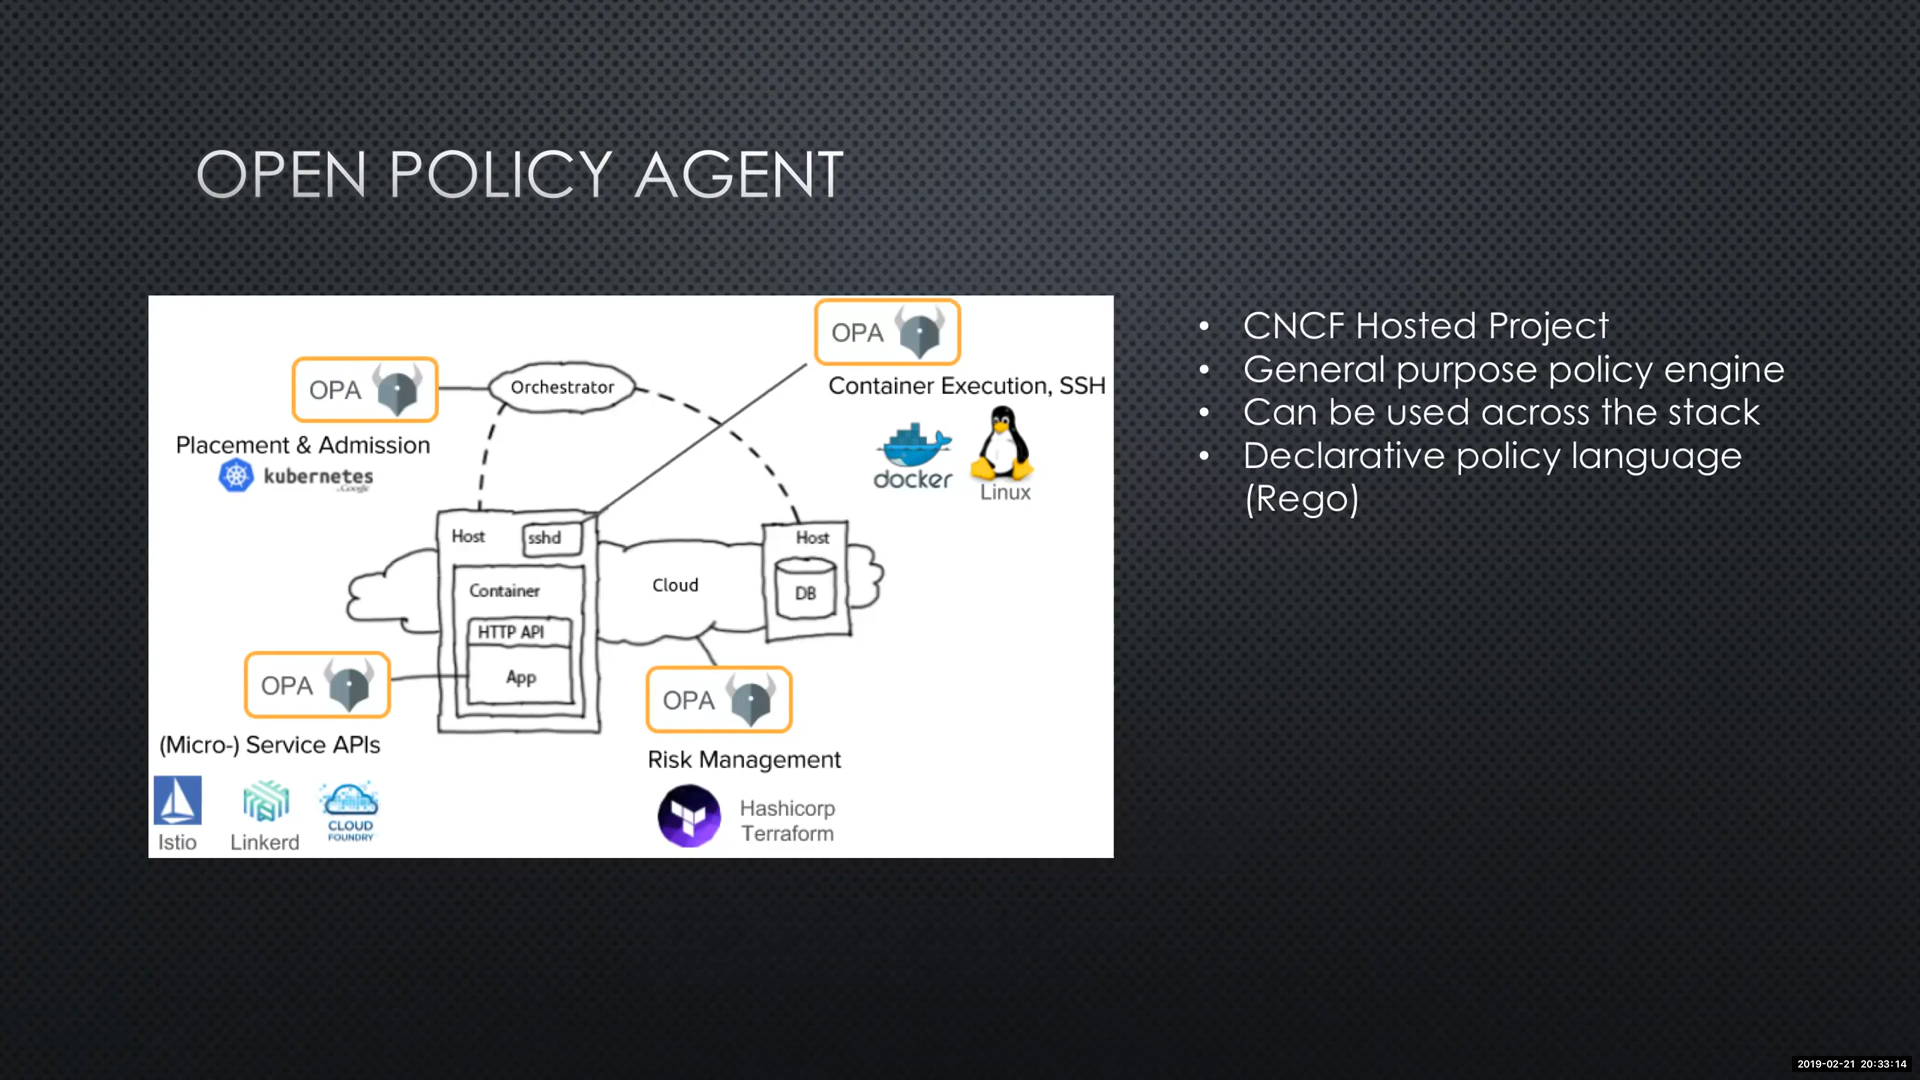 OPEN POLICY AGENT
OPA
Container Execution, SSH
docker
Linux
OPA
Orchestrator
Placement & Admission
kubernetes
by Google
Host
sshd
Container
HTTP API
App
Cloud
Host
DB
OPA
(Micro-) Service APIs
Istio
Linkerd
CLOUD
FOUNDRY
OPA
Risk Management
Hashicorp
Terraform
• CNCF Hosted Project
• General purpose policy engine
• Can be used across the stack
• Declarative policy language
(Rego)
2019-02-21 20:33:14